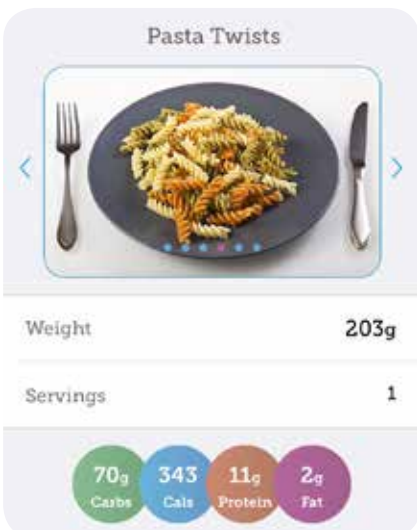 Pasta Twists
Weight 203g
Servings 1
70g 343 11g 2g
Carbs Cals Protein Fat